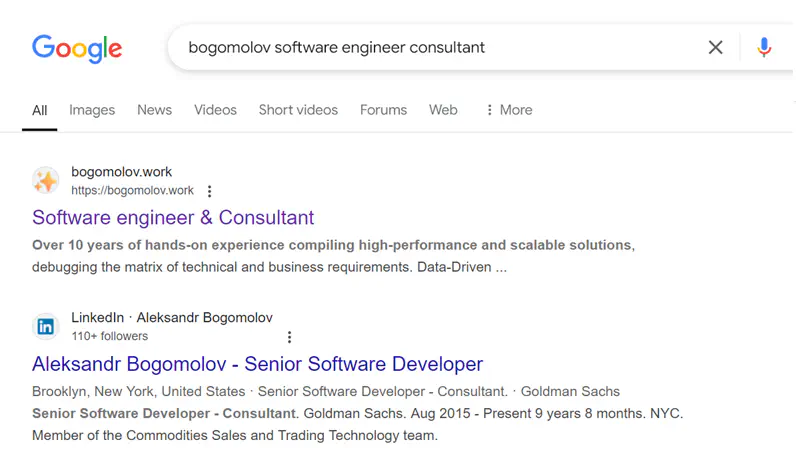 Google
bogomolov software engineer consultant
All Images News Videos Short videos Forums Web More
bogomolov.work
https://bogomolov.work
Software engineer & Consultant
Over 10 years of hands-on experience compiling high-performance and scalable solutions,
debugging the matrix of technical and business requirements. Data-Driven ...
in
LinkedIn · Aleksandr Bogomolov
110+ followers
Aleksandr Bogomolov - Senior Software Developer
Brooklyn, New York, United States · Senior Software Developer - Consultant. · Goldman Sachs
Senior Software Developer - Consultant. Goldman Sachs. Aug 2015 - Present 9 years 8 months. NYC.
Member of the Commodities Sales and Trading Technology team.